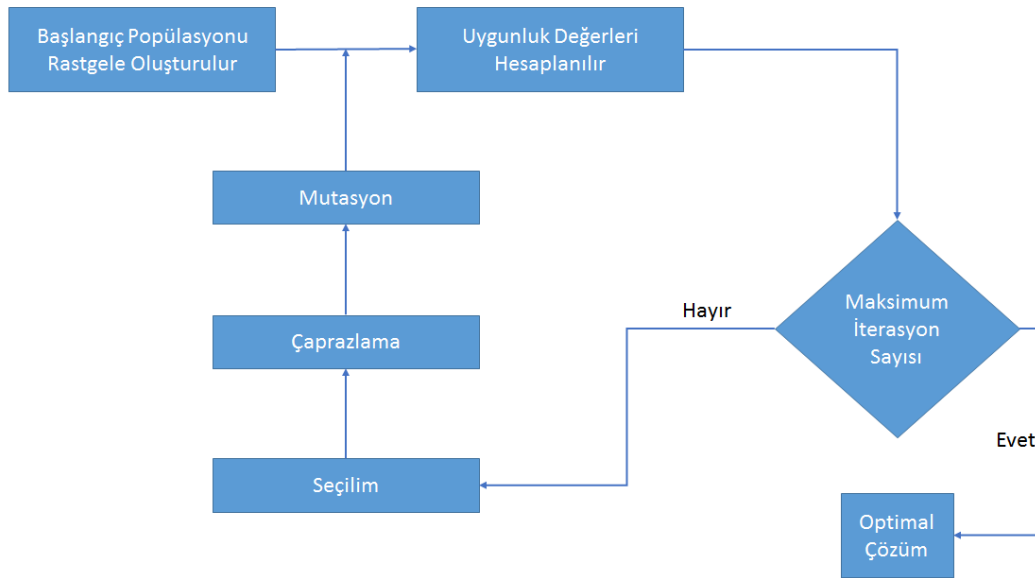 Başlangıç Popülasyonu
Rastgele Oluşturulur
Uygunluk Değerleri
Hesaplanılır
Mutasyon
Çaprazlama
Seçilim
Hayır
Maksimum
İterasyon
Sayısı
Evet
Optimal
Çözüm